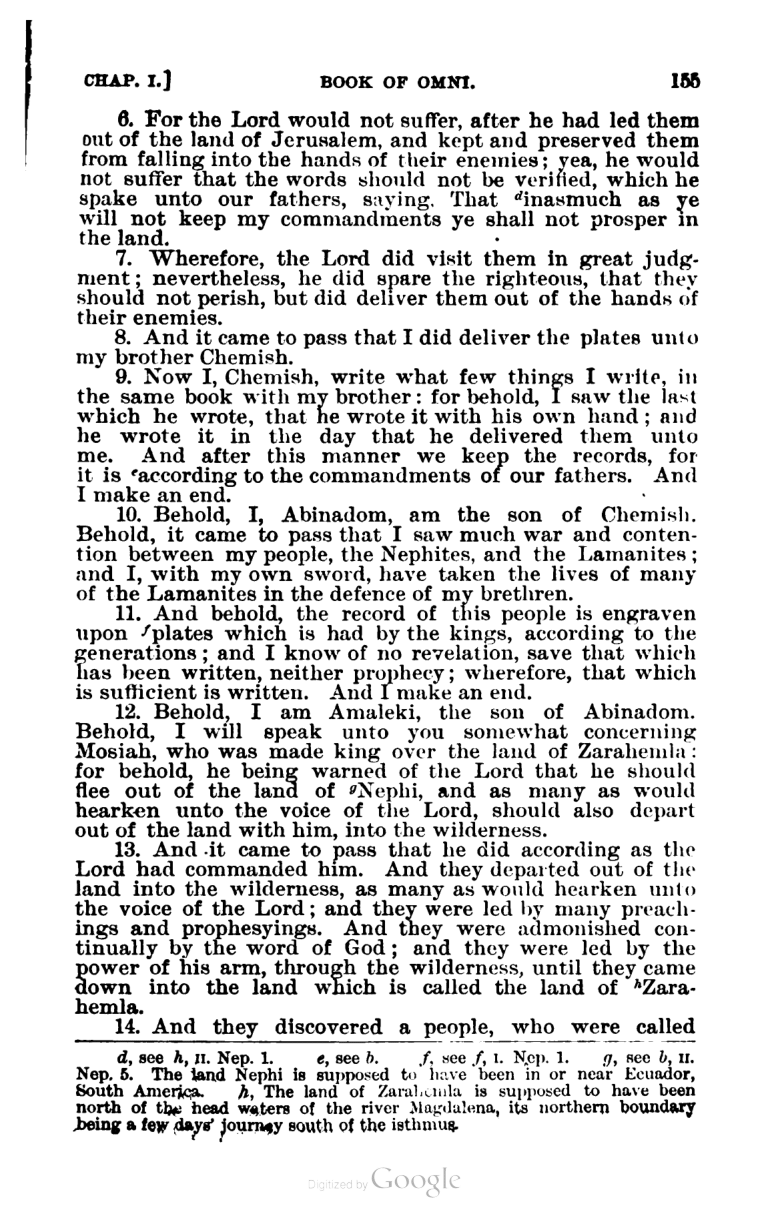 CHAP. I.] BOOK OF OMNI. 155
6. For the Lord would not suffer, after he had led them
out of the land of Jerusalem, and kept and preserved them
from falling into the hands of their enemies; yea, he would
not suffer that the words should not be verified, which he
spake unto our fathers, saying, That dinasmuch as ye
will not keep my commandments ye shall not prosper in
the land.
7. Wherefore, the Lord did visit them in great judg-
ment; nevertheless, he did spare the righteous, that they
should not perish, but did deliver them out of the hands of
their enemies.
8. And it came to pass that I did deliver the plates unto
my brother Chemish.
9. Now I, Chemish, write what few things I write, in
the same book with my brother: for behold, I saw the last
which he wrote, that he wrote it with his own hand; and
he wrote it in the day that he delivered them unto
me. And after this manner we keep the records, for
it is eaccording to the commandments of our fathers. And
I make an end.
10. Behold, I, Abinadom, am the son of Chemish.
Behold, it came to pass that I saw much war and conten-
tion between my people, the Nephites, and the Lamanites;
and I, with my own sword, have taken the lives of many
of the Lamanites in the defence of my brethren.
11. And behold, the record of this people is engraven
upon fplates which is had by the kings, according to the
generations; and I know of no revelation, save that which
has been written, neither prophecy; wherefore, that which
is sufficient is written. And I make an end.
12. Behold, I am Amaleki, the son of Abinadom.
Behold, I will speak unto you somewhat concerning
Mosiah, who was made king over the land of Zarahemla:
for behold, he being warned of the Lord that he should
flee out of the land of gNephi, and as many as would
hearken unto the voice of the Lord, should also depart
out of the land with him, into the wilderness.
13. And it came to pass that he did according as the
Lord had commanded him. And they departed out of the
land into the wilderness, as many as would hearken unto
the voice of the Lord; and they were led by many preach-
ings and prophesyings. And they were admonished con-
tinually by the word of God; and they were led by the
power of his arm, through the wilderness, until they came
down into the land which is called the land of hZara-
hemla.
14. And they discovered a people, who were called
d, see h, II. Nep. 1. e, see b. f, see f, I. Nep. 1. g, see b, II.
Nep. 5. The land Nephi is supposed to have been in or near Ecuador,
South America. h, The land of Zarahemla is supposed to have been
north of the head waters of the river Magdalena, its northern boundary
being a few days' journey south of the isthmus.
Digitized by Google